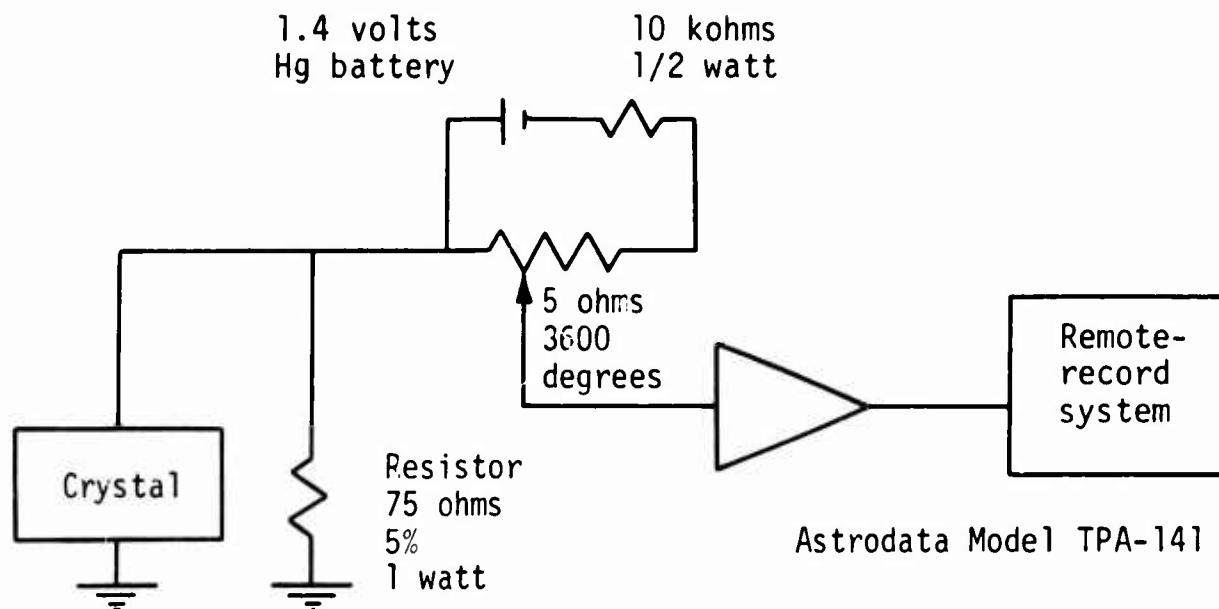 1.4 volts
Hg battery
10 kohms
1/2 watt
5 ohms
3600
degrees
Remote-
record
system
Crystal
Resistor
75 ohms
5%
1 watt
Astrodata Model TPA-141